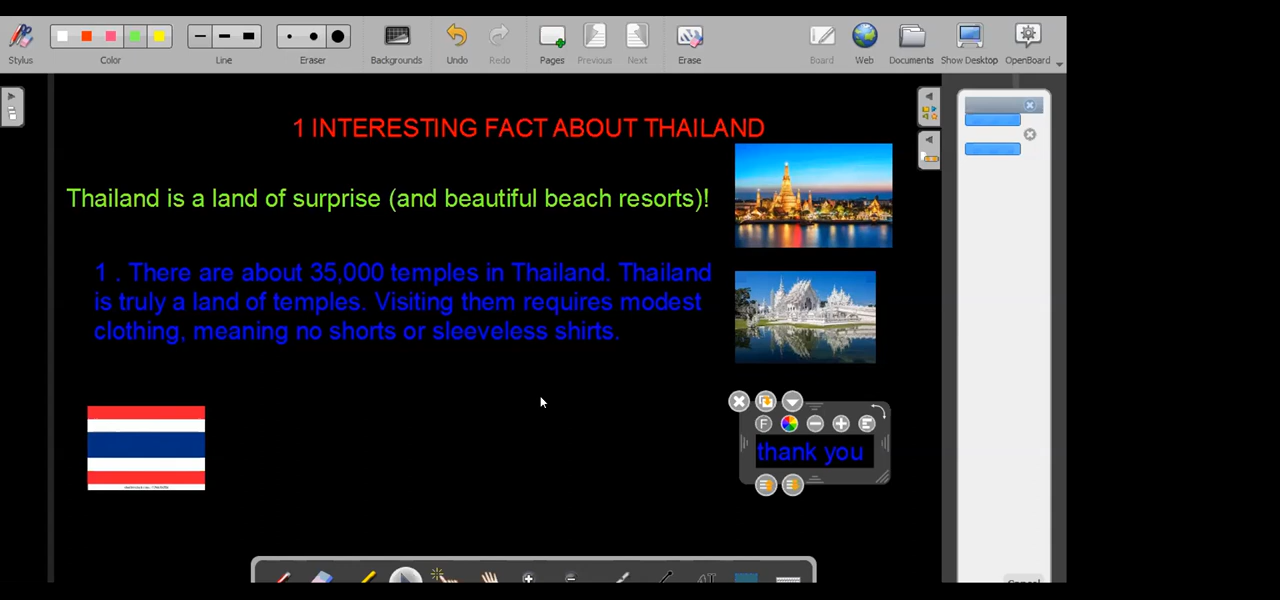 Stylus
Color
Line
Eraser
Backgrounds
Undo
Redo
Pages
Previous
Next
Erase
Board
Web
Documents
Show Desktop
OpenBoard
1 INTERESTING FACT ABOUT THAILAND
Thailand is a land of surprise (and beautiful beach resorts)!
1 . There are about 35,000 temples in Thailand. Thailand
is truly a land of temples. Visiting them requires modest
clothing, meaning no shorts or sleeveless shirts.
F
thank you